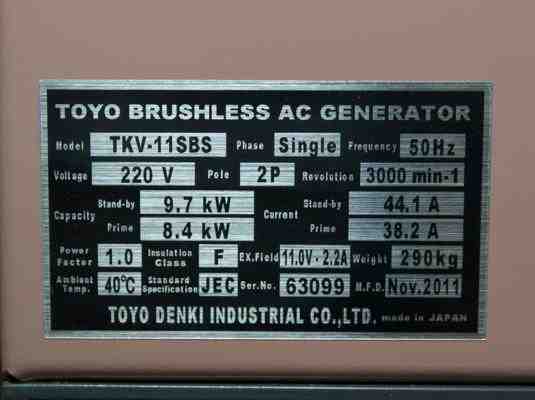 TOYO BRUSHLESS AC GENERATOR
Model TKV-11SBS Phase Single Frequency 50Hz
Voltage 220 V Pole 2P Revolution 3000 min-1
Capacity Stand-by 9.7 kW Current Stand-by 44.1 A
Prime 8.4 kW Prime 38.2 A
Power Factor 1.0 Insulation Class F EX.Field 11.0V-2.2A Weight 290kg
Ambient Temp. 40°C Standard Specification JEC Ser.No. 63099 M.F.D. Nov.2011
TOYO DENKI INDUSTRIAL CO.,LTD. made in JAPAN